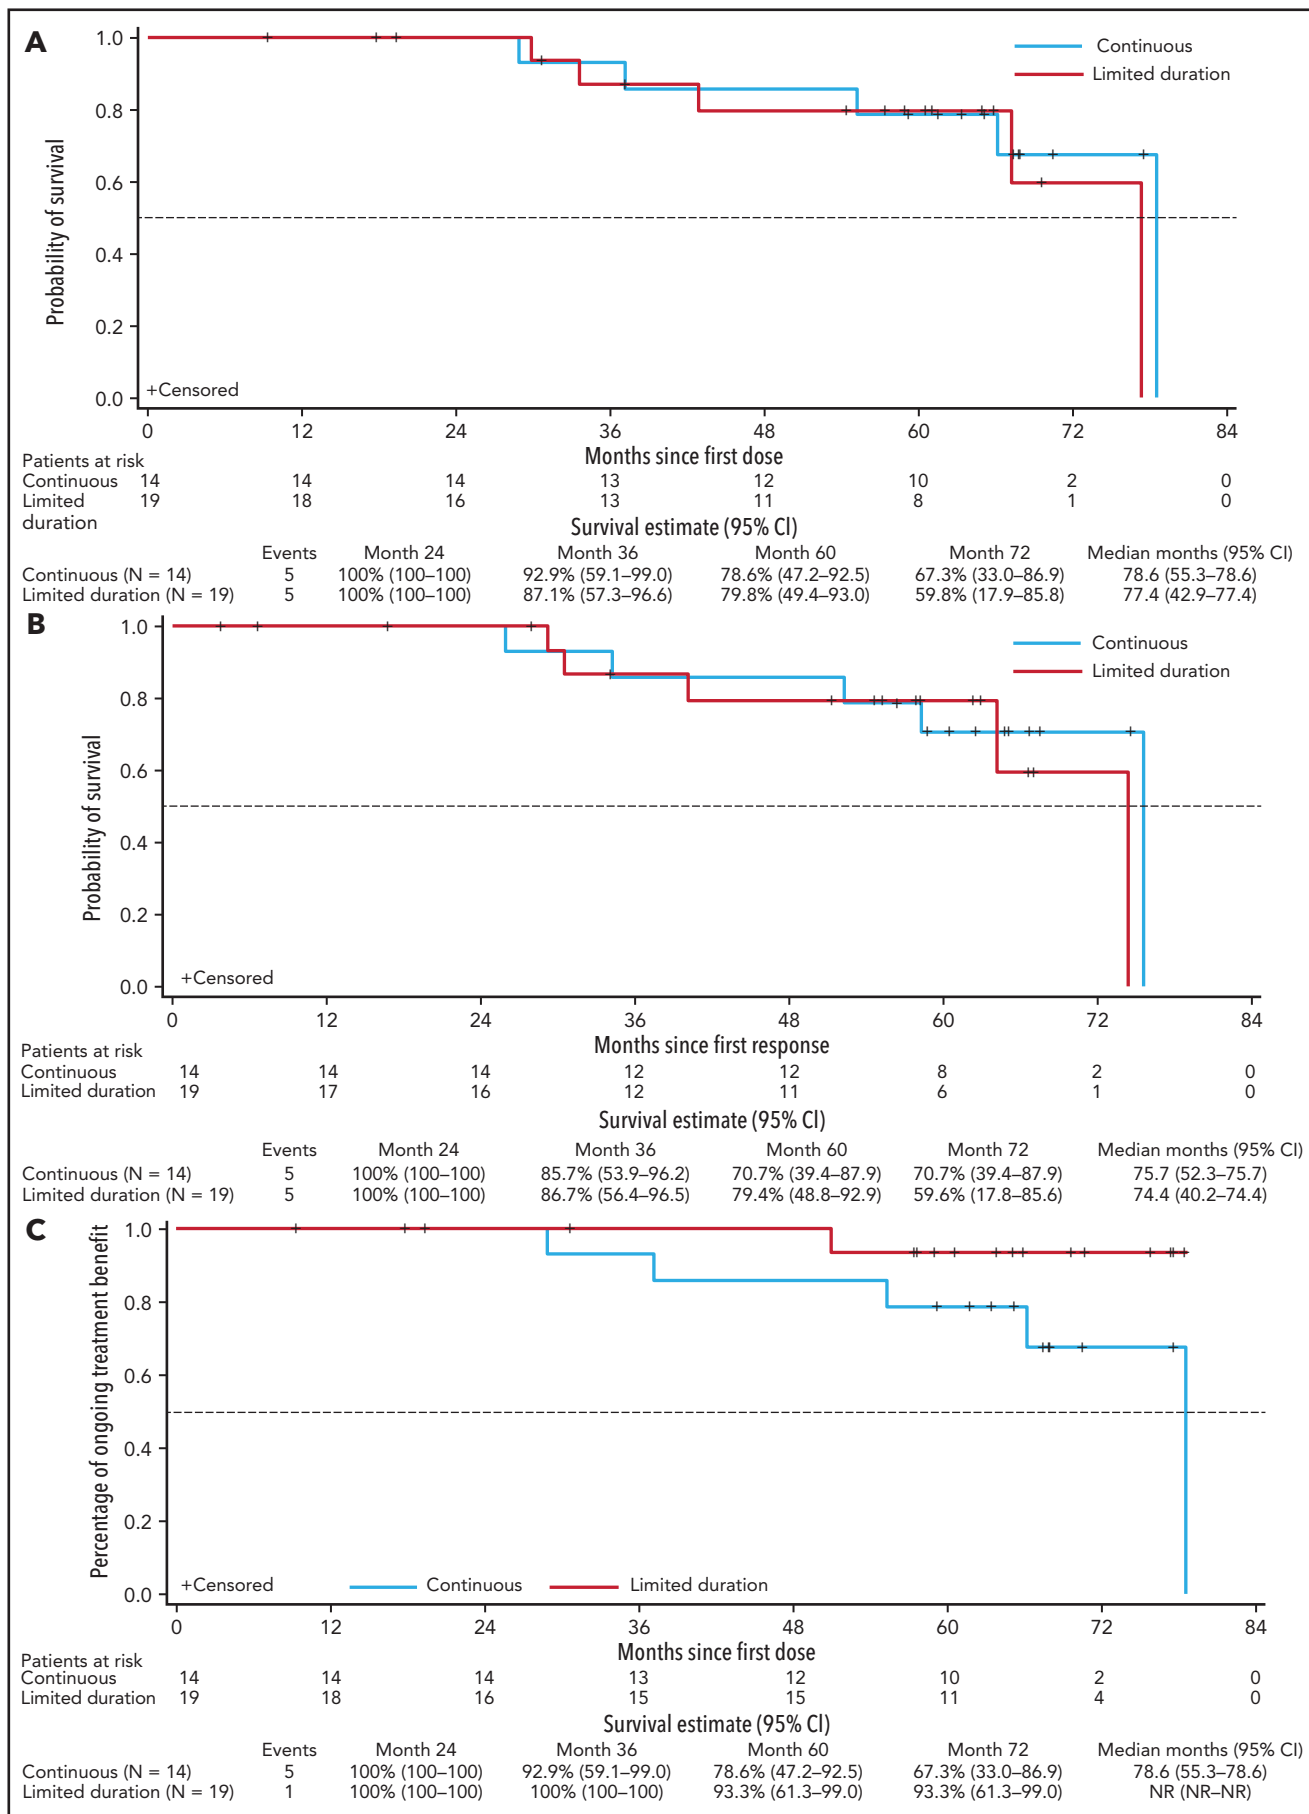 A
Continuous
Limited duration
Probability of survival
1.0
0.8
0.6
0.4
0.2
0.0
+Censored
0 12 24 36 48 60 72 84
Months since first dose
Patients at risk
Continuous 14 14 14 13 12 10 2 0
Limited 19 18 16 13 11 8 1 0
duration
Survival estimate (95% CI)
Events Month 24 Month 36 Month 60 Month 72 Median months (95% CI)
Continuous (N = 14) 5 100% (100–100) 92.9% (59.1–99.0) 78.6% (47.2–92.5) 67.3% (33.0–86.9) 78.6 (55.3–78.6)
Limited duration (N = 19) 5 100% (100–100) 87.1% (57.3–96.6) 79.8% (49.4–93.0) 59.8% (17.9–85.8) 77.4 (42.9–77.4)
B
Continuous
Limited duration
Probability of survival
1.0
0.8
0.6
0.4
0.2
0.0
+Censored
0 12 24 36 48 60 72 84
Months since first response
Patients at risk
Continuous 14 14 14 12 12 8 2 0
Limited duration 19 17 16 12 11 6 1 0
Survival estimate (95% CI)
Events Month 24 Month 36 Month 60 Month 72 Median months (95% CI)
Continuous (N = 14) 5 100% (100–100) 85.7% (53.9–96.2) 70.7% (39.4–87.9) 70.7% (39.4–87.9) 75.7 (52.3–75.7)
Limited duration (N = 19) 5 100% (100–100) 86.7% (56.4–96.5) 79.4% (48.8–92.9) 59.6% (17.8–85.6) 74.4 (40.2–74.4)
C
Percentage of ongoing treatment benefit
1.0
0.8
0.6
0.4
0.2
0.0
+Censored Continuous Limited duration
0 12 24 36 48 60 72 84
Months since first dose
Patients at risk
Continuous 14 14 14 13 12 10 2 0
Limited duration 19 18 16 15 15 11 4 0
Survival estimate (95% CI)
Events Month 24 Month 36 Month 60 Month 72 Median months (95% CI)
Continuous (N = 14) 5 100% (100–100) 92.9% (59.1–99.0) 78.6% (47.2–92.5) 67.3% (33.0–86.9) 78.6 (55.3–78.6)
Limited duration (N = 19) 1 100% (100–100) 100% (100–100) 93.3% (61.3–99.0) 93.3% (61.3–99.0) NR (NR–NR)